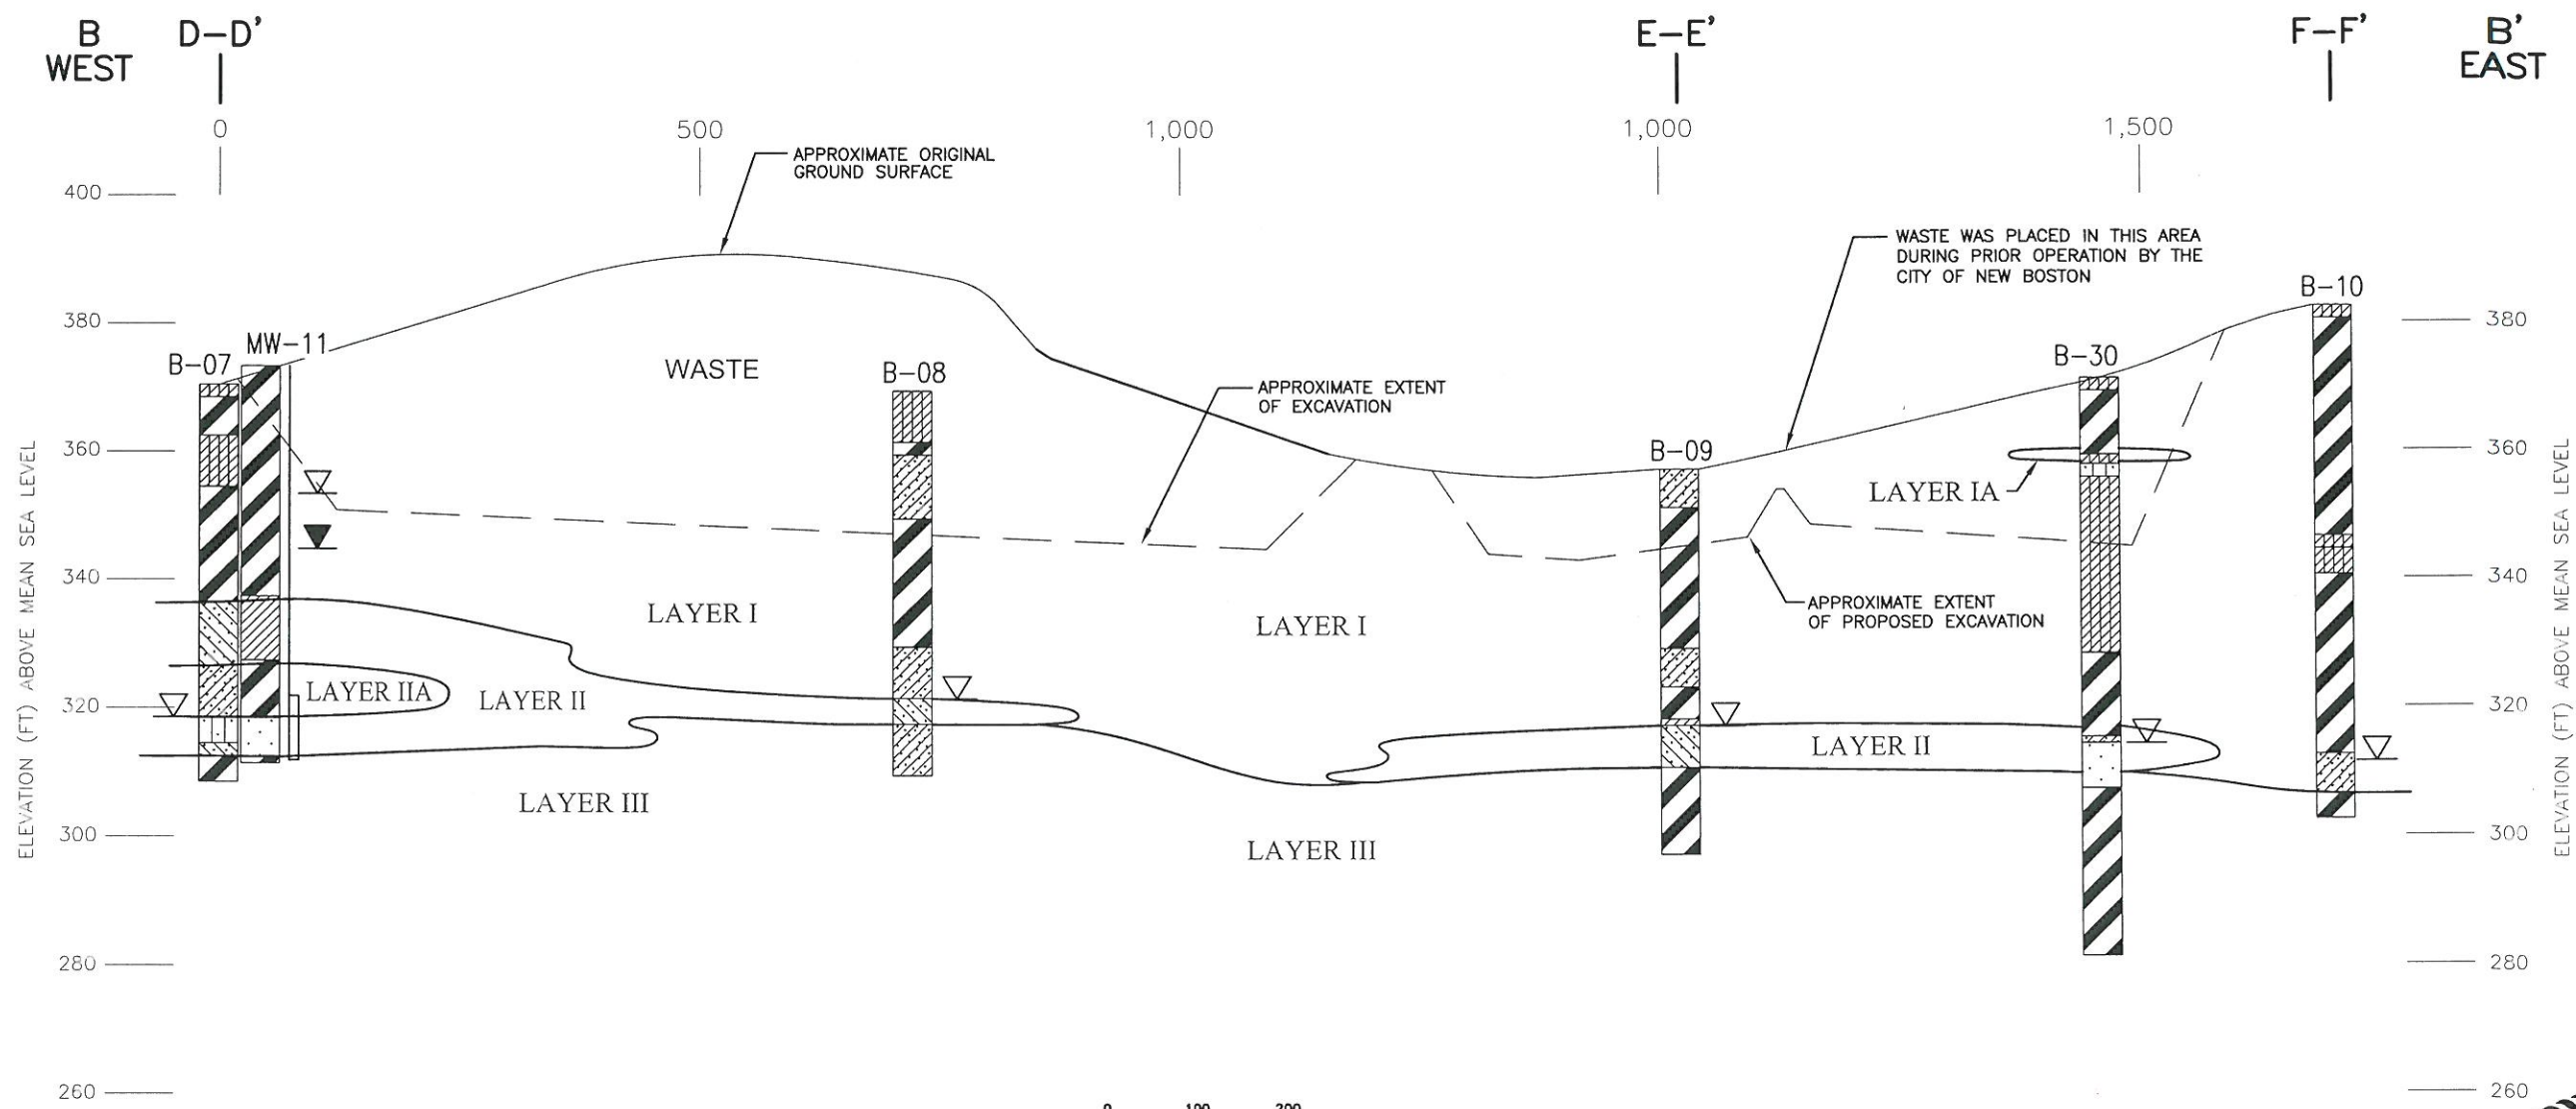 B
WEST
D–D'
E–E'
F–F'
B'
EAST
0
500
1,000
1,000
1,500
APPROXIMATE ORIGINAL
GROUND SURFACE
400
WASTE WAS PLACED IN THIS AREA
DURING PRIOR OPERATION BY THE
CITY OF NEW BOSTON
B–10
380
380
MW–11
B–07
WASTE
B–08
B–30
APPROXIMATE EXTENT
OF EXCAVATION
360
B–09
360
LAYER IA
ELEVATION (FT) ABOVE MEAN SEA LEVEL
ELEVATION (FT) ABOVE MEAN SEA LEVEL
340
340
LAYER I
LAYER I
APPROXIMATE EXTENT
OF PROPOSED EXCAVATION
320
LAYER IIA
LAYER II
320
LAYER II
LAYER III
300
300
LAYER III
280
280
260
260
0 100 200